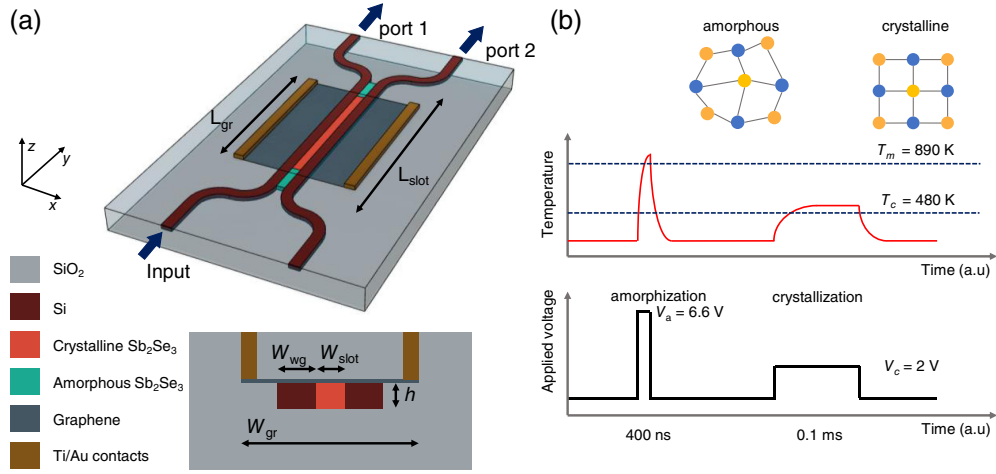 (a)
port 1
port 2
L_gr
L_slot
z
y
x
Input
SiO₂
Si
Crystalline Sb₂Se₃
Amorphous Sb₂Se₃
Graphene
Ti/Au contacts
W_wg
W_slot
h
W_gr
(b)
amorphous
crystalline
T_m = 890 K
T_c = 480 K
Temperature
Time (a.u)
amorphization
crystallization
V_a = 6.6 V
V_c = 2 V
Applied voltage
Time (a.u)
400 ns
0.1 ms